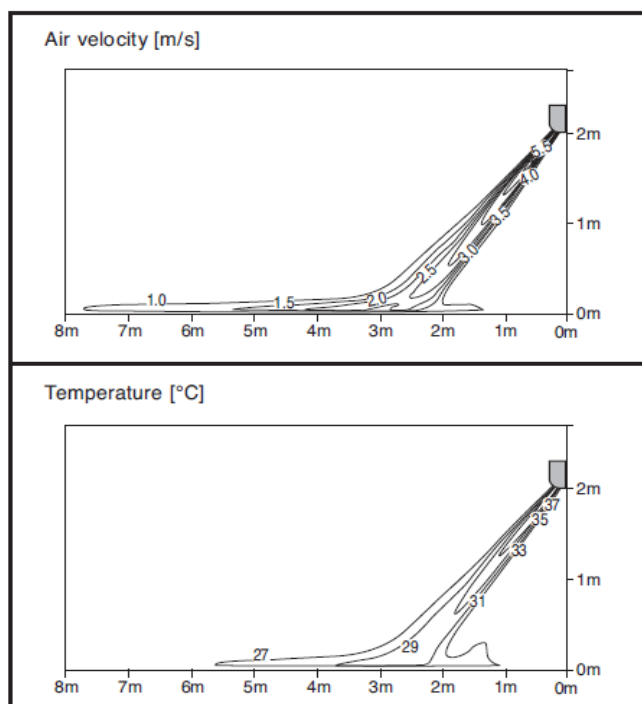 Air velocity [m/s]
5.5
2m
4.0
3.5
1m
3.0
2.5
1.0 1.5 2.0
0m
8m 7m 6m 5m 4m 3m 2m 1m 0m
Temperature [°C]
2m
37
35
33
1m
31
29
27
0m
8m 7m 6m 5m 4m 3m 2m 1m 0m